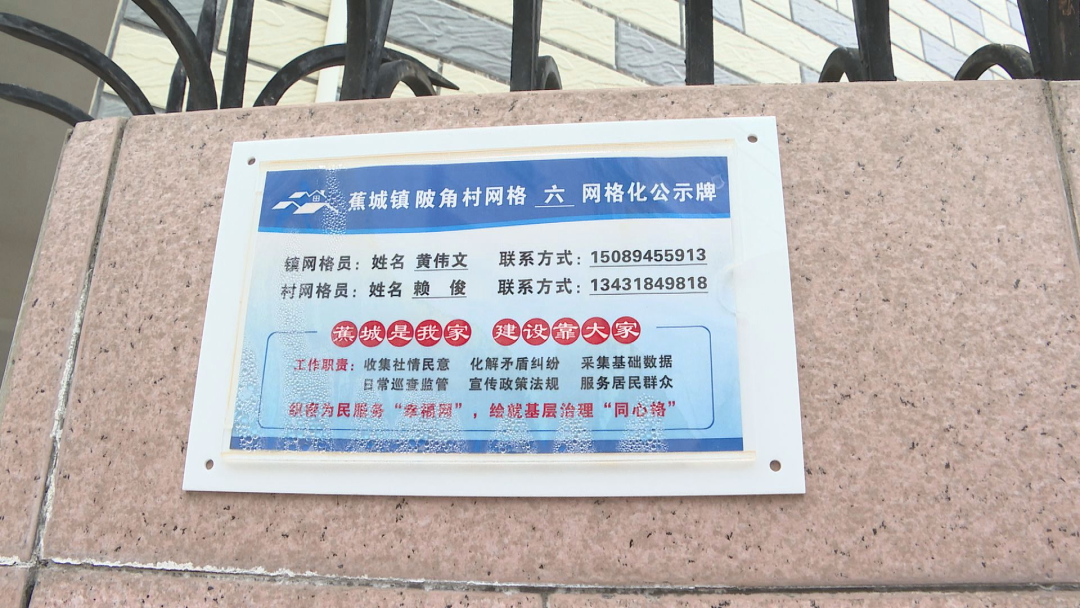 蕉城镇陂角村网格 六 网格化公示牌
镇网格员：姓名 黄伟文 联系方式：15089455913
村网格员：姓名 赖 俊 联系方式：13431849818
蕉城是我家 建设靠大家
工作职责：收集社情民意 化解矛盾纠纷 采集基础数据
日常巡查监管 宣传政策法规 服务居民群众
织密为民服务“幸福网”，绘就基层治理“同心格”